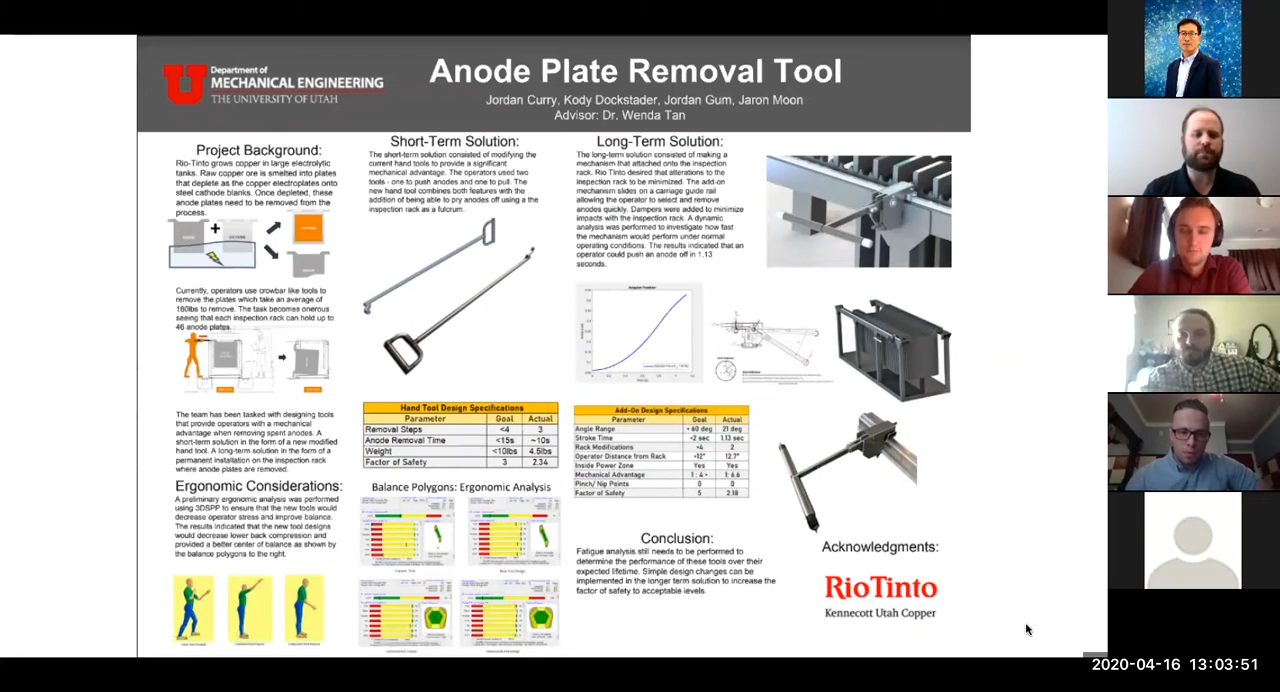 Department of
MECHANICAL ENGINEERING
THE UNIVERSITY OF UTAH
Anode Plate Removal Tool
Jordan Curry, Kody Dockstader, Jordan Gum, Jaron Moon
Advisor: Dr. Wenda Tan
Project Background:
Rio-Tinto grows copper in large electrolytic
tanks. Raw copper ore is smelted into plates
that deplete as the copper electroplates onto
steel cathode blanks. Once depleted, these
anode plates need to be removed from the
process.
Currently, operators use crowbar like tools to
remove the plates which take an average of
180lbs to remove. The task becomes onerous
seeing that each inspection rack can hold up to
46 anode plates.
The team has been tasked with designing tools
that provide operators with a mechanical
advantage when removing spent anodes. A
short-term solution in the form of a new modified
hand tool. A long-term solution in the form of a
permanent installation on the inspection rack
where anode plates are removed.
Ergonomic Considerations:
A preliminary ergonomic analysis was performed
using 3DSPP to ensure that the new tools would
decrease operator stress and improve balance.
The results indicated that the new tool designs
would decrease lower back compression and
provided a better center of balance as shown by
the balance polygons to the right.
Short-Term Solution:
The short-term solution consisted of modifying the
current hand tools to provide a significant
mechanical advantage. The operators used two
tools - one to push anodes and one to pull. The
new hand tool combines both features with the
addition of being able to pry anodes off using a the
inspection rack as a fulcrum.
Hand Tool Design Specifications
Parameter Goal Actual
Removal Steps <4 3
Anode Removal Time <15s ~10s
Weight <10lbs 4.5lbs
Factor of Safety 3 2.34
Balance Polygons: Ergonomic Analysis
Long-Term Solution:
The long-term solution consisted of making a
mechanism that attached onto the inspection
rack. Rio Tinto desired that alterations to the
inspection rack to be minimized. The add-on
mechanism slides on a carriage guide rail
allowing the operator to select and remove
anodes quickly. Dampers were added to minimize
impacts with the inspection rack. A dynamic
analysis was performed to investigate how fast
the mechanism would perform under normal
operating conditions. The results indicated that an
operator could push an anode off in 1.13
seconds.
Add-On Design Specifications
Parameter Goal Actual
Angle Range 21 deg
Stroke Time <2 sec 1.13 sec
Rack Modifications <4 2
Operator Distance from Rack >12" 12.7"
Inside Power Zone Yes Yes
Mechanical Advantage 1 : 6.6
Pinch/ Nip Points 0 0
Factor of Safety 5 2.18
Conclusion:
Fatigue analysis still needs to be performed to
determine the performance of these tools over their
expected lifetime. Simple design changes can be
implemented in the longer term solution to increase the
factor of safety to acceptable levels.
Acknowledgments:
RioTinto
Kennecott Utah Copper
2020-04-16 13:03:51